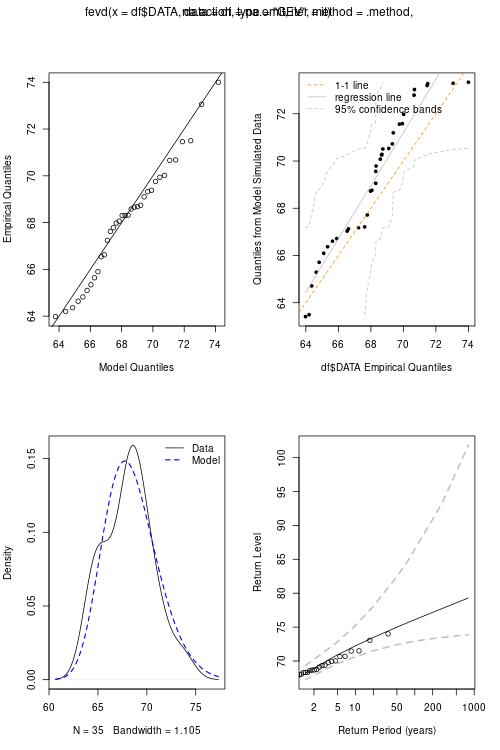 fevd(x = df$DATA, data = df, type = "GEV", method = .method,
Empirical Quantiles
74
72
70
68
66
64
64 66 68 70 72 74
Model Quantiles
Quantiles from Model Simulated Data
72
70
68
66
64
1-1 line
regression line
95% confidence bands
64 66 68 70 72 74
df$DATA Empirical Quantiles
Density
0.15
0.10
0.05
0.00
Data
Model
60 65 70 75
N = 35 Bandwidth = 1.105
Return Level
100
95
90
85
80
75
70
2 5 10 50 200 1000
Return Period (years)